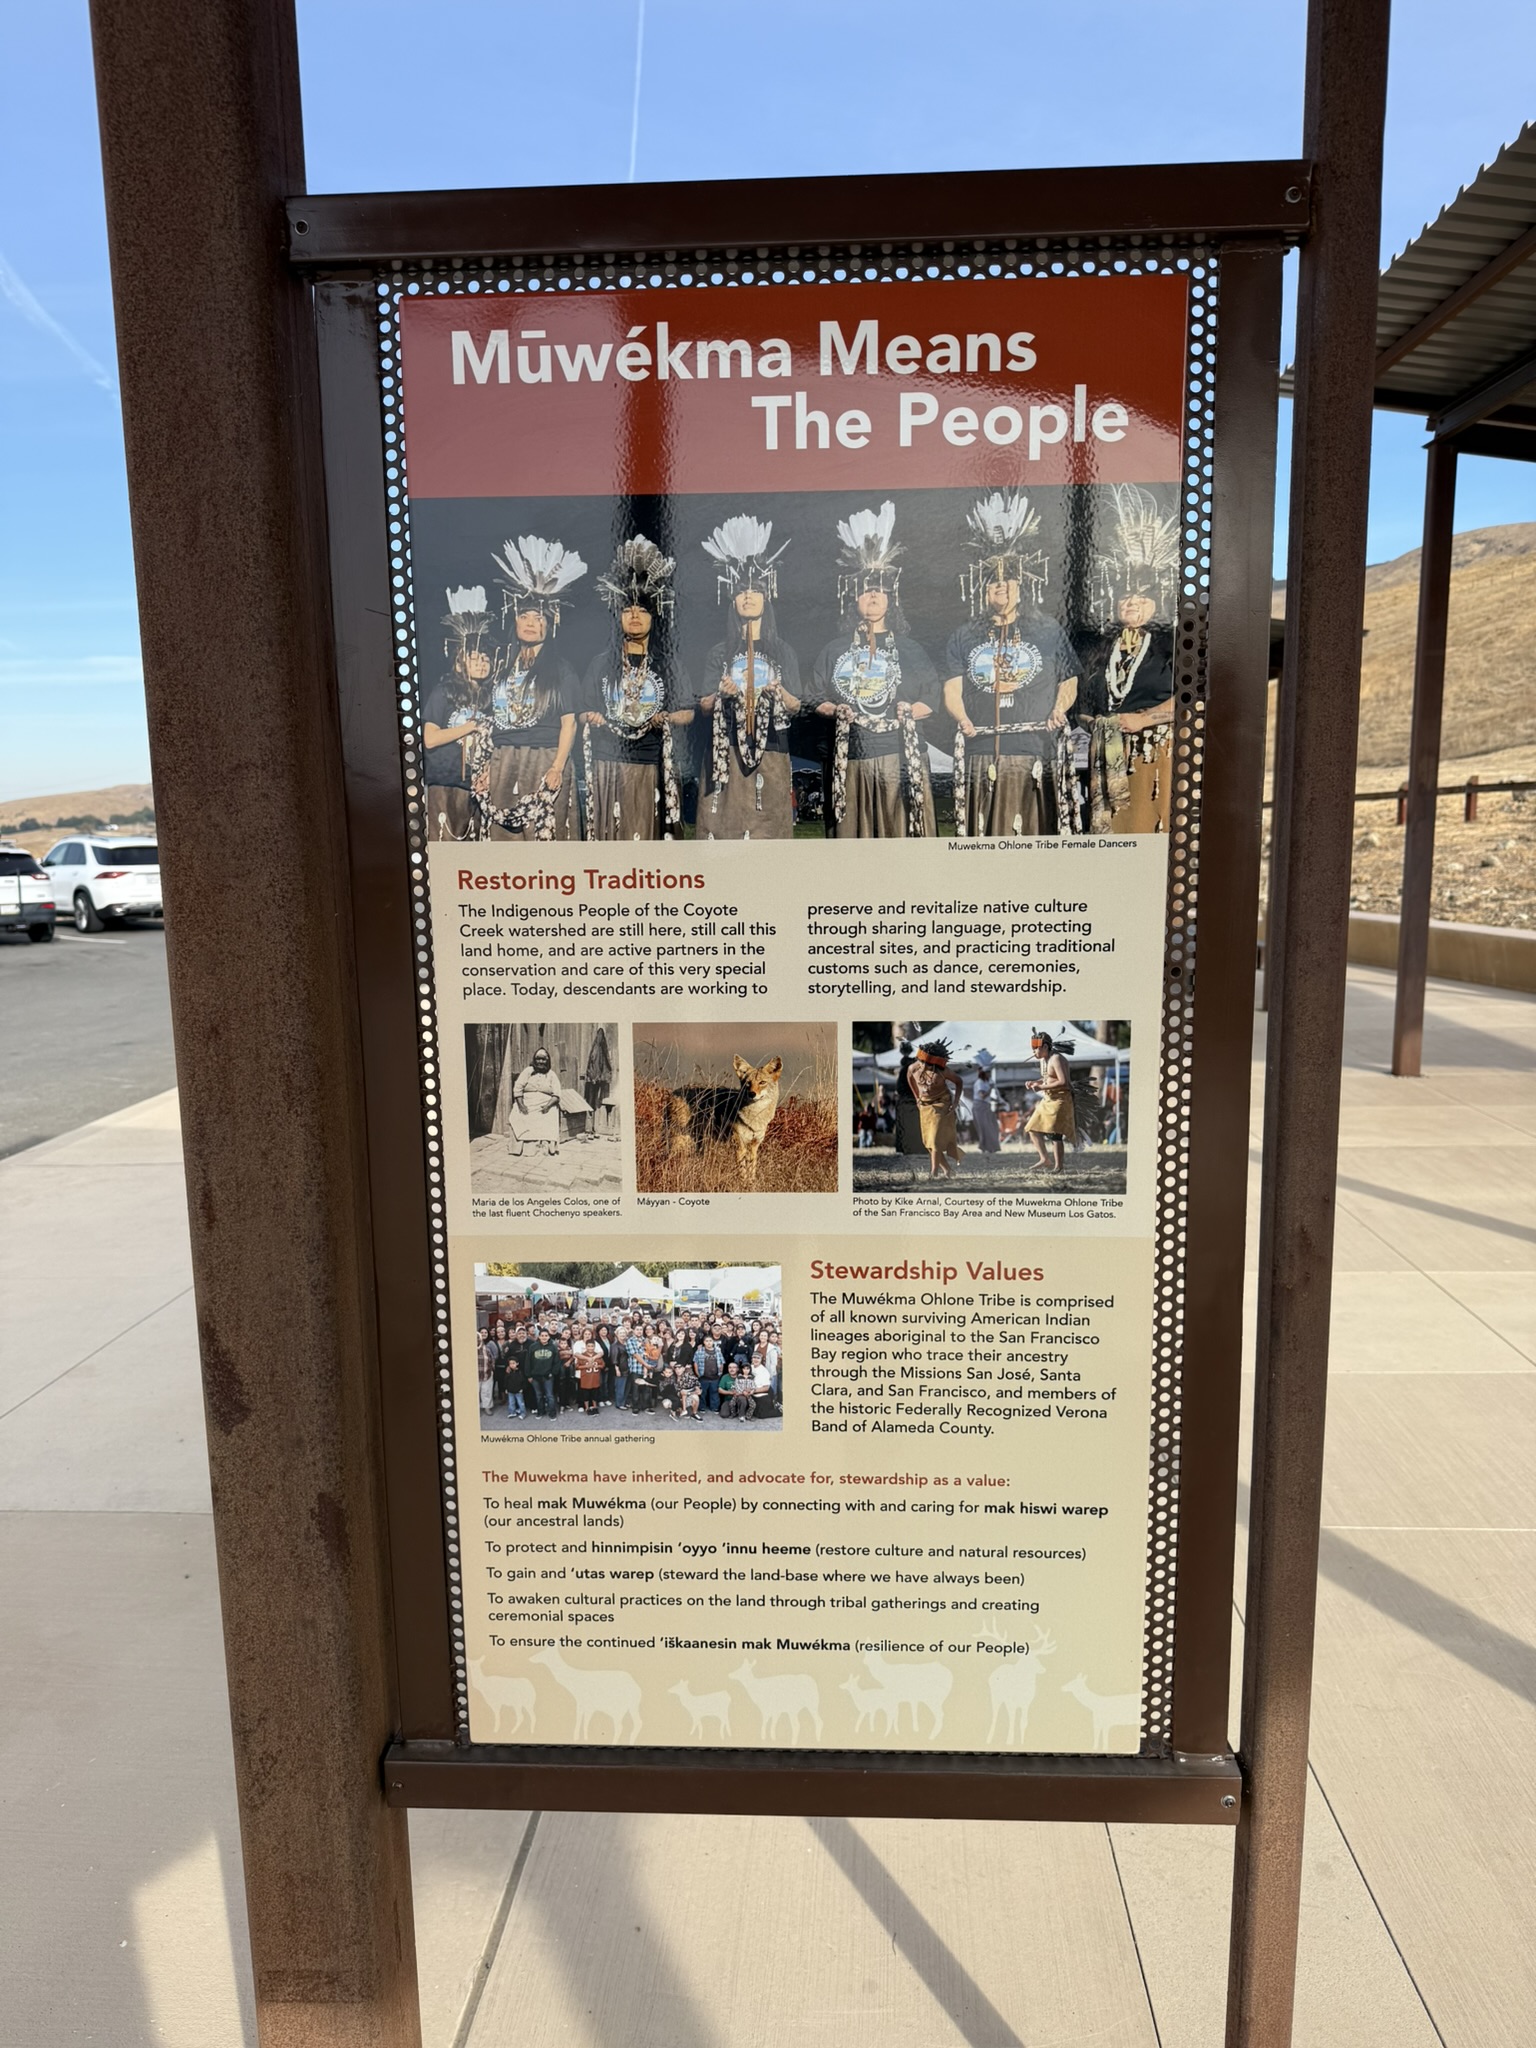 Mūwékma Means
The People
Muwekma Ohlone Tribe Female Dancers
Restoring Traditions
The Indigenous People of the Coyote
Creek watershed are still here, still call this
land home, and are active partners in the
conservation and care of this very special
place. Today, descendants are working to
preserve and revitalize native culture
through sharing language, protecting
ancestral sites, and practicing traditional
customs such as dance, ceremonies,
storytelling, and land stewardship.
Maria de los Angeles Colos, one of
the last fluent Chochenyo speakers.
Máyyan - Coyote
Photo by Kike Arnal, Courtesy of the Muwekma Ohlone Tribe
of the San Francisco Bay Area and New Museum Los Gatos.
Muwékma Ohlone Tribe annual gathering
Stewardship Values
The Muwékma Ohlone Tribe is comprised
of all known surviving American Indian
lineages aboriginal to the San Francisco
Bay region who trace their ancestry
through the Missions San José, Santa
Clara, and San Francisco, and members of
the historic Federally Recognized Verona
Band of Alameda County.
The Muwekma have inherited, and advocate for, stewardship as a value:
To heal mak Muwékma (our People) by connecting with and caring for mak hiswi warep
(our ancestral lands)
To protect and hinnimpisin ‘oyyo ‘innu heeme (restore culture and natural resources)
To gain and ‘utas warep (steward the land-base where we have always been)
To awaken cultural practices on the land through tribal gatherings and creating
ceremonial spaces
To ensure the continued ‘iškaanesin mak Muwékma (resilience of our People)